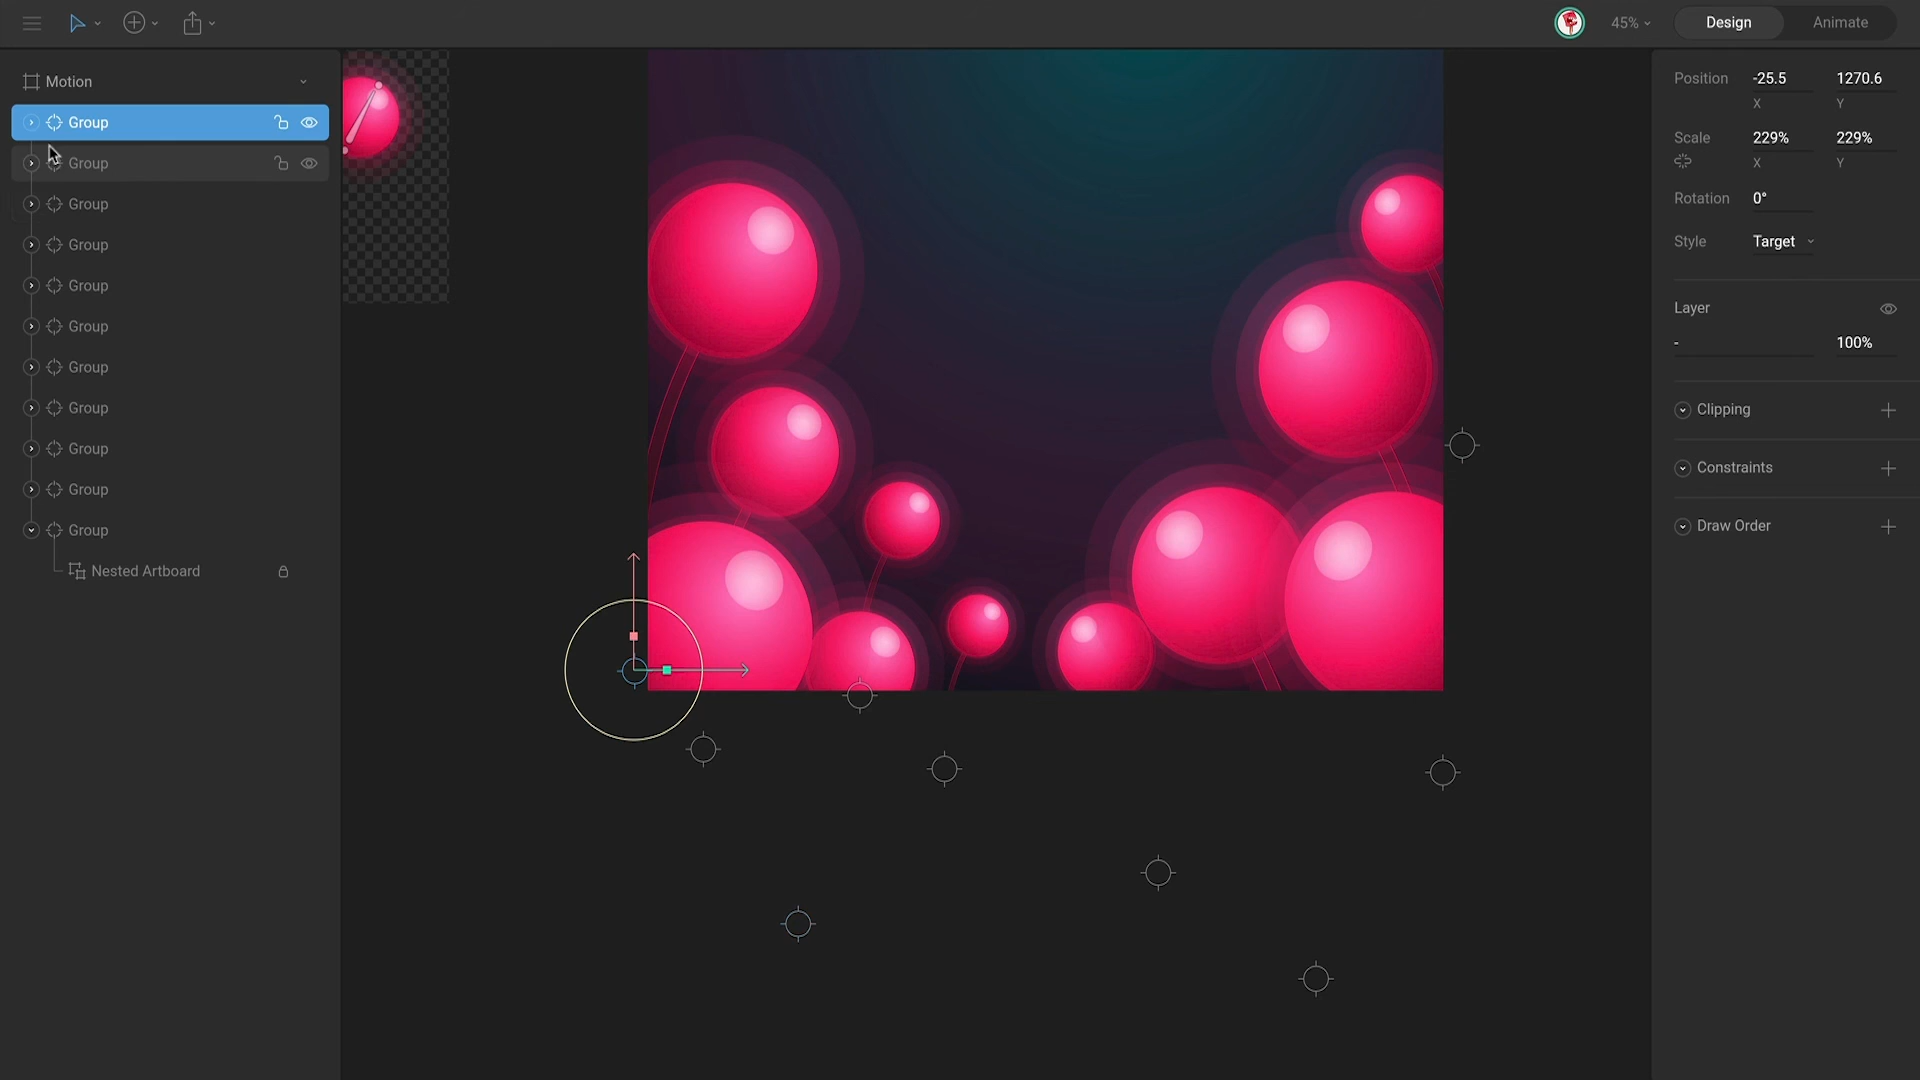 45%
Design
Animate
Motion
Group
Group
Group
Group
Group
Group
Group
Group
Group
Group
Group
Nested Artboard
Position -25.5 1270.6
X Y
Scale 229% 229%
X Y
Rotation 0°
Style Target
Layer
- 100%
Clipping
Constraints
Draw Order